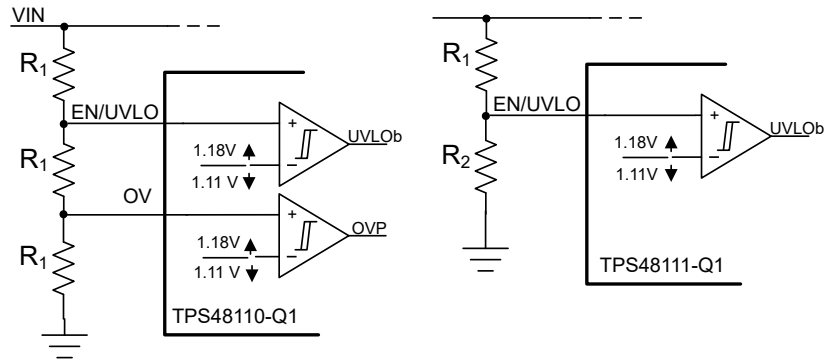 VIN
R1
EN/UVLO
1.18V
1.11 V
UVLOb
R1
OV
1.18V
1.11 V
OVP
R1
TPS48110-Q1
R1
EN/UVLO
1.18V
1.11V
UVLOb
R2
TPS48111-Q1